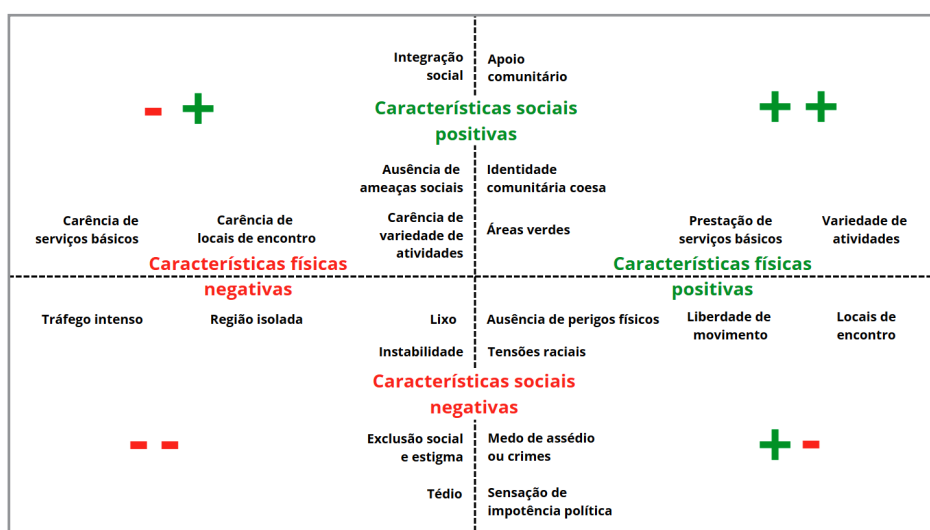 Integração
social
Apoio
comunitário
- +
+ +
Características sociais
positivas
Ausência de
ameaças sociais
Identidade
comunitária coesa
Carência de
serviços básicos
Carência de
locais de encontro
Carência de
variedade de
atividades
Áreas verdes
Prestação de
serviços básicos
Variedade de
atividades
Características físicas
negativas
Características físicas
positivas
Tráfego intenso
Região isolada
Lixo
Ausência de perigos físicos
Liberdade de
movimento
Locais de
encontro
Instabilidade
Tensões raciais
Características sociais
negativas
- -
+ -
Exclusão social
e estigma
Medo de assédio
ou crimes
Tédio
Sensação de
impotência política